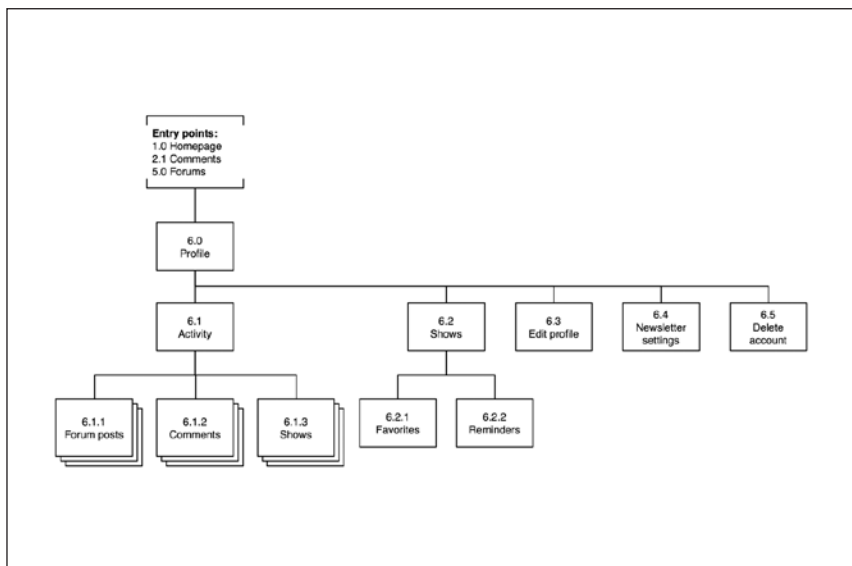 Entry points:
1.0 Homepage
2.1 Comments
5.0 Forums
6.0
Profile
6.1
Activity
6.2
Shows
6.3
Edit profile
6.4
Newsletter
settings
6.5
Delete
account
6.1.1
Forum posts
6.1.2
Comments
6.1.3
Shows
6.2.1
Favorites
6.2.2
Reminders